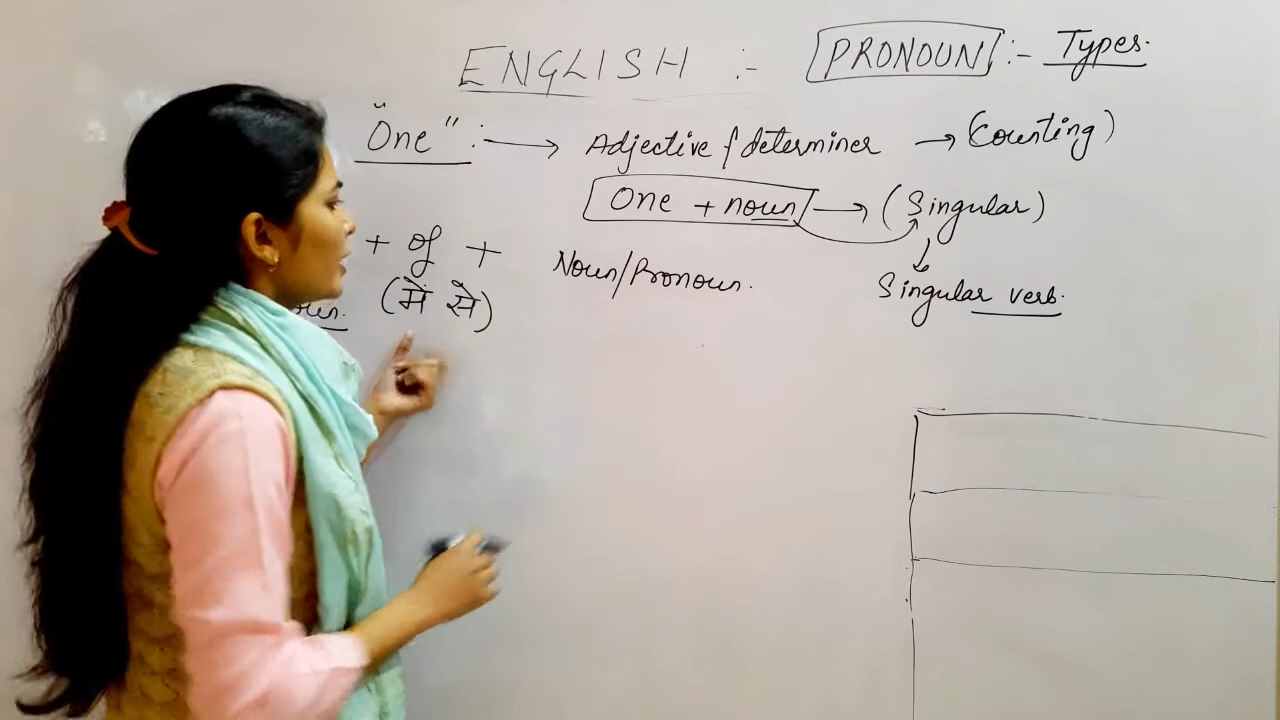 ENGLISH :- PRONOUN :- Types.
"One" : → Adjective / determiner → (Counting)
One + noun → (Singular)
+ of + Noun/Pronoun.
(में से)
Singular verb.